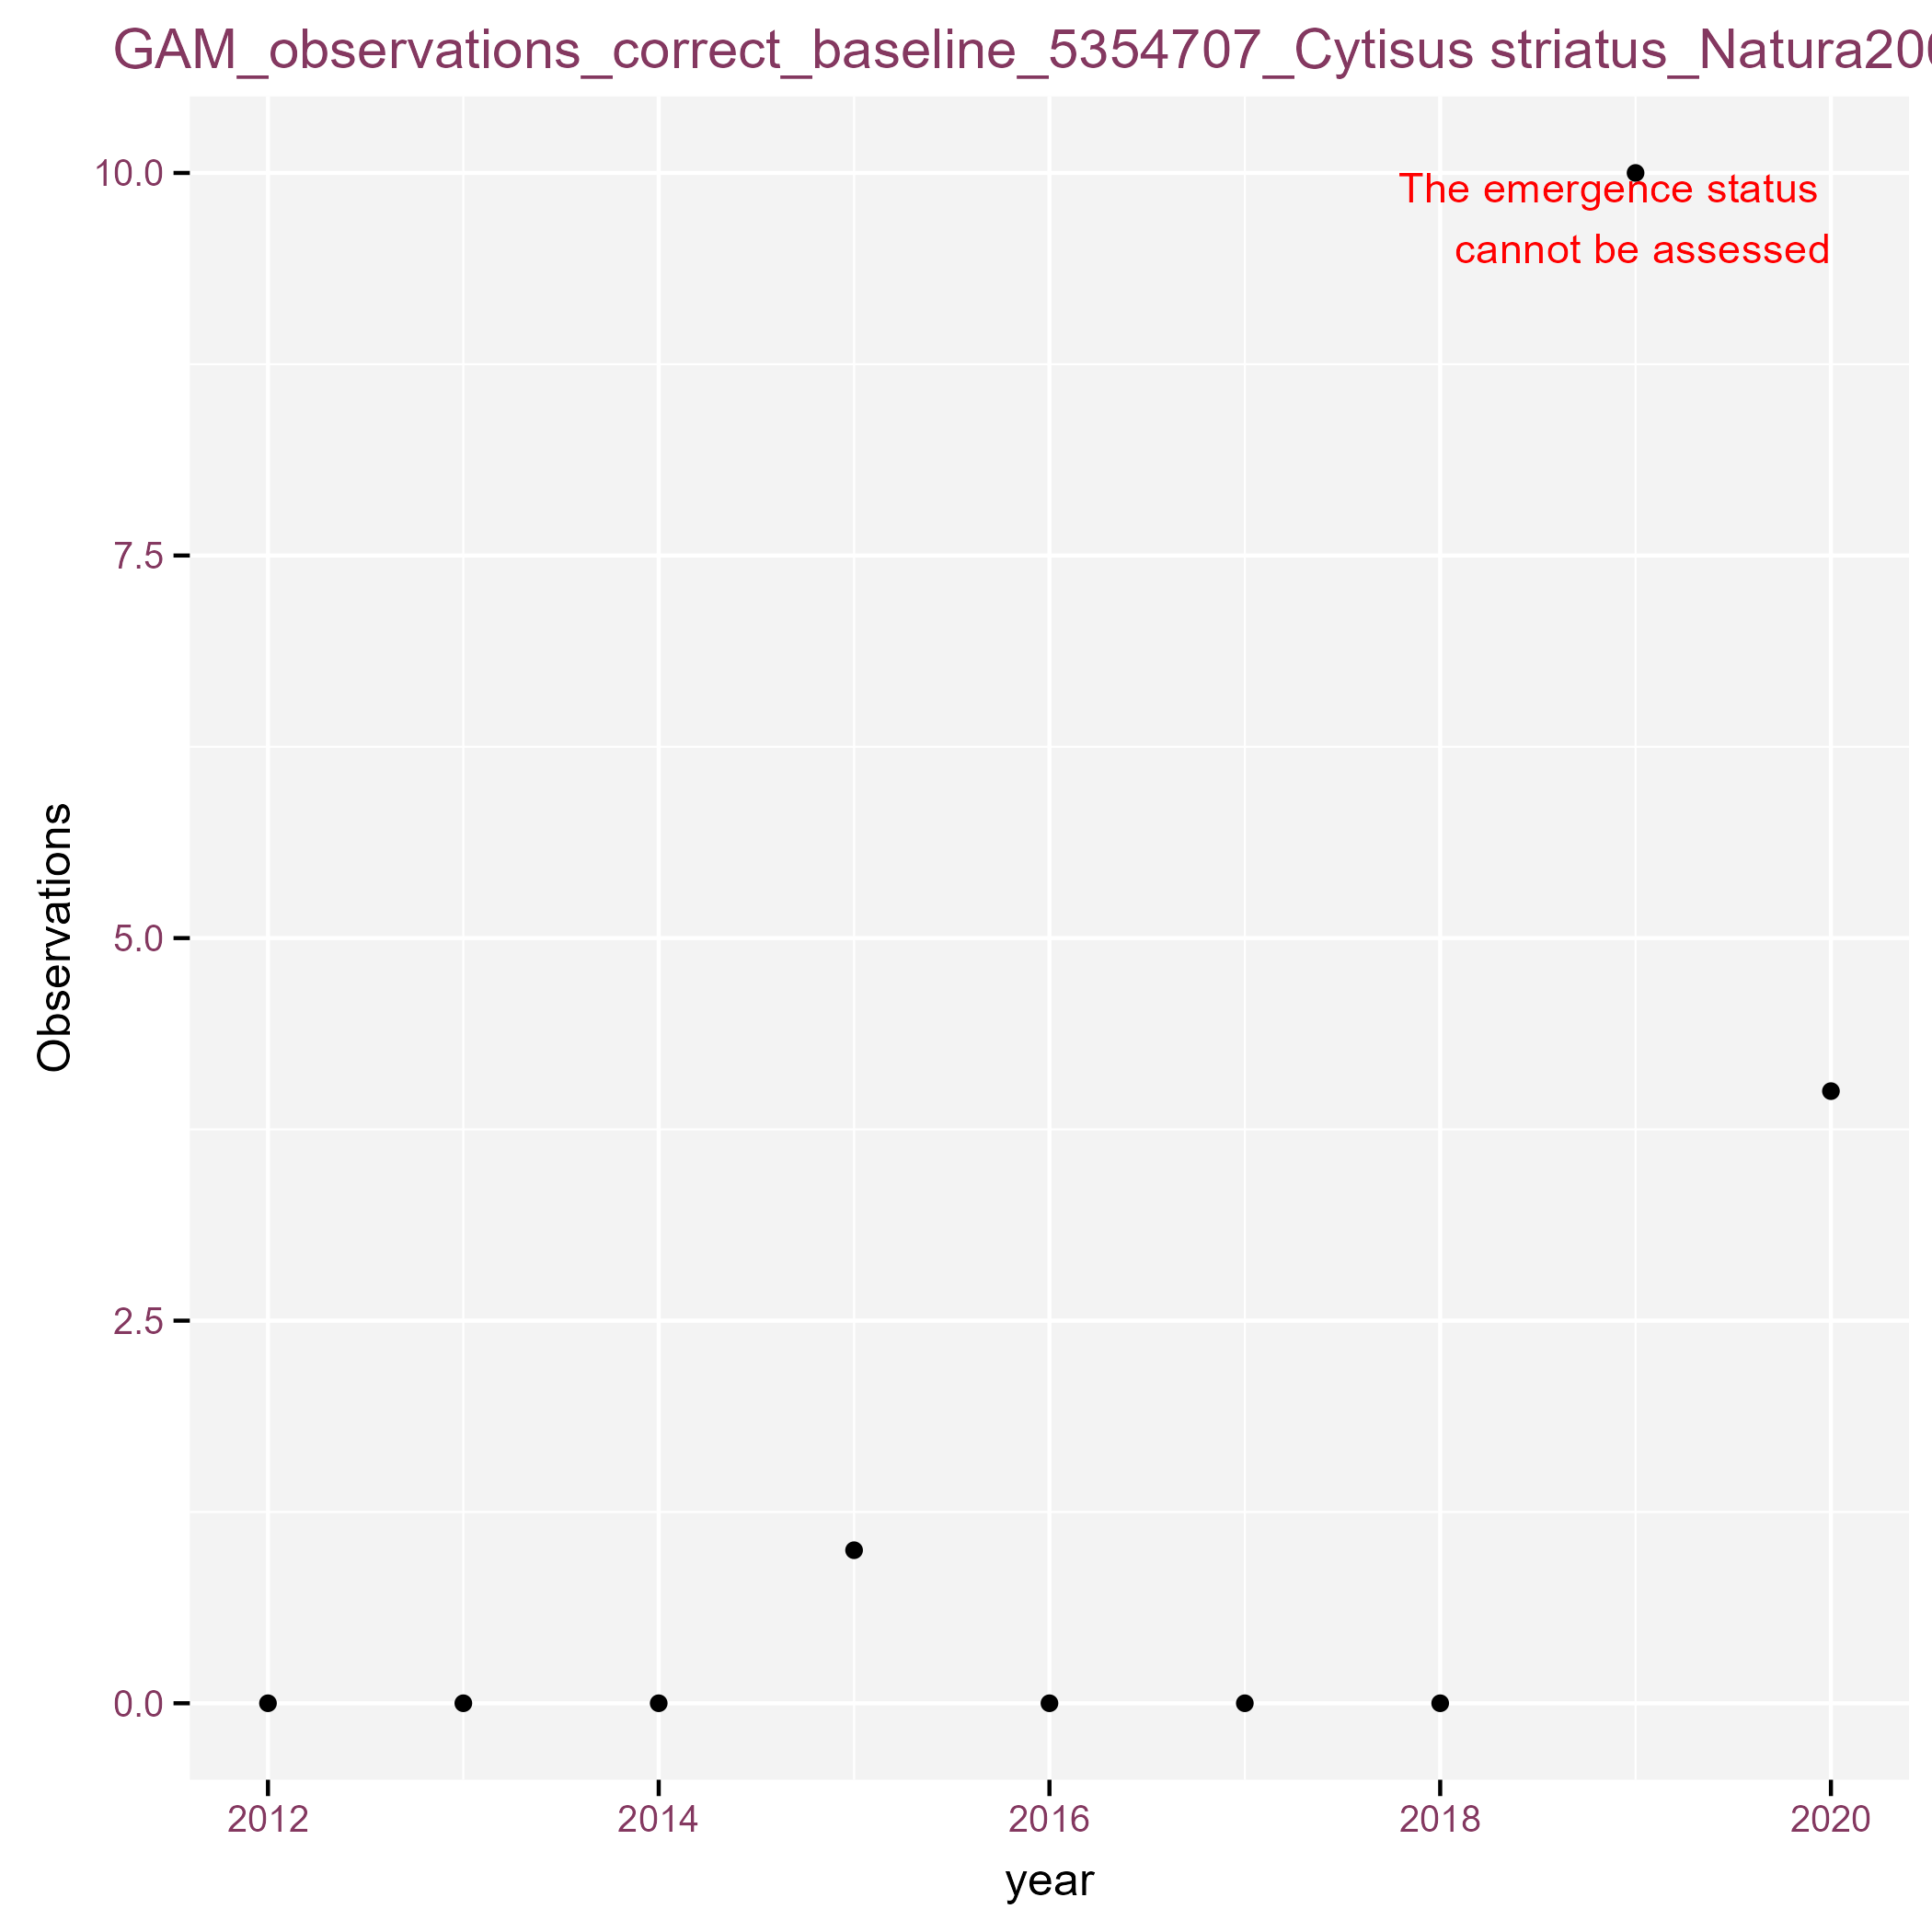 GAM_observations_correct_baseline_5354707_Cytisus striatus_Natura200
10.0
The emergence status
cannot be assessed
7.5
5.0
2.5
0.0
Observations
2012 2014 2016 2018 2020
year